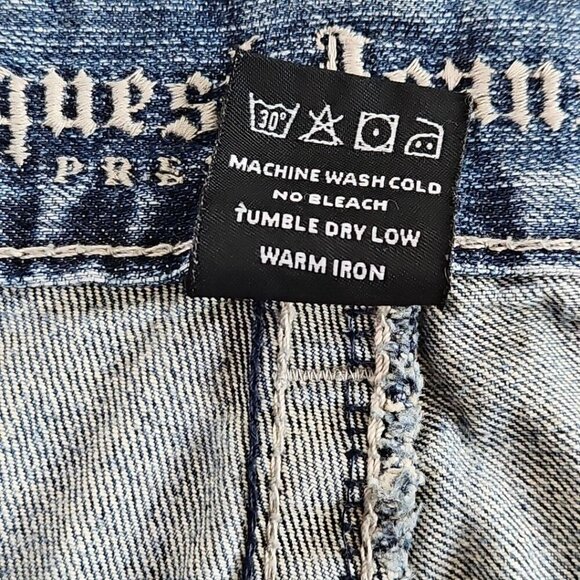 30°
MACHINE WASH COLD
NO BLEACH
TUMBLE DRY LOW
WARM IRON